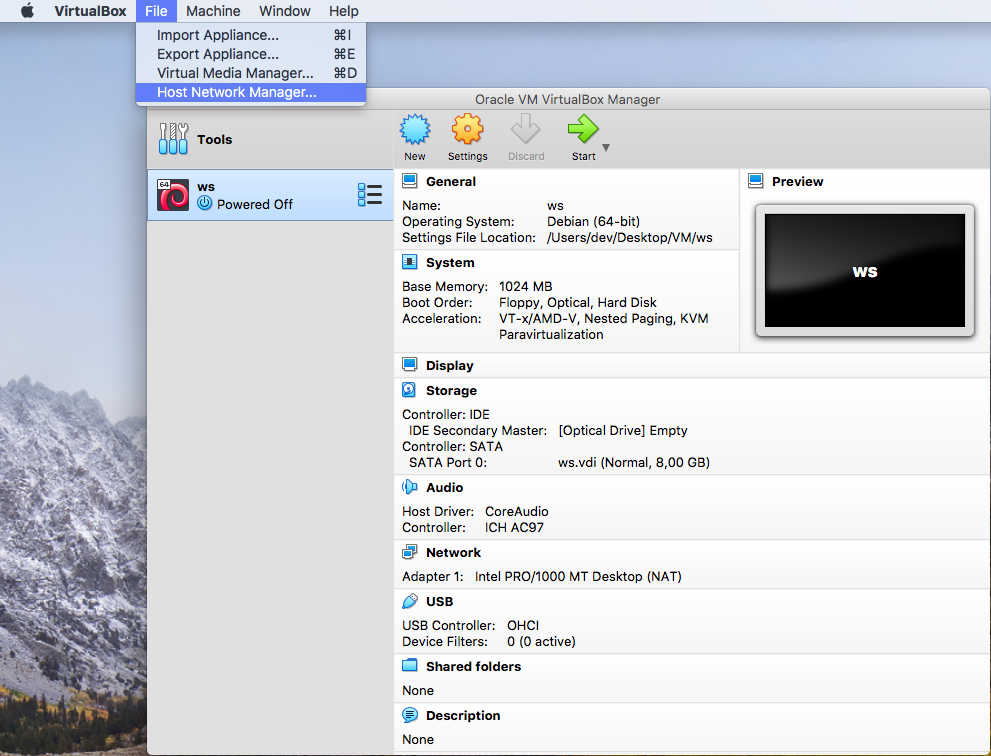 VirtualBox File Machine Window Help
Import Appliance... ⌘I
Export Appliance... ⌘E
Virtual Media Manager... ⌘D
Host Network Manager...
Oracle VM VirtualBox Manager
Tools
New Settings Discard Start
64
ws
Powered Off
General
Name: ws
Operating System: Debian (64-bit)
Settings File Location: /Users/dev/Desktop/VM/ws
Preview
ws
System
Base Memory: 1024 MB
Boot Order: Floppy, Optical, Hard Disk
Acceleration: VT-x/AMD-V, Nested Paging, KVM
Paravirtualization
Display
Storage
Controller: IDE
IDE Secondary Master: [Optical Drive] Empty
Controller: SATA
SATA Port 0: ws.vdi (Normal, 8,00 GB)
Audio
Host Driver: CoreAudio
Controller: ICH AC97
Network
Adapter 1: Intel PRO/1000 MT Desktop (NAT)
USB
USB Controller: OHCI
Device Filters: 0 (0 active)
Shared folders
None
Description
None